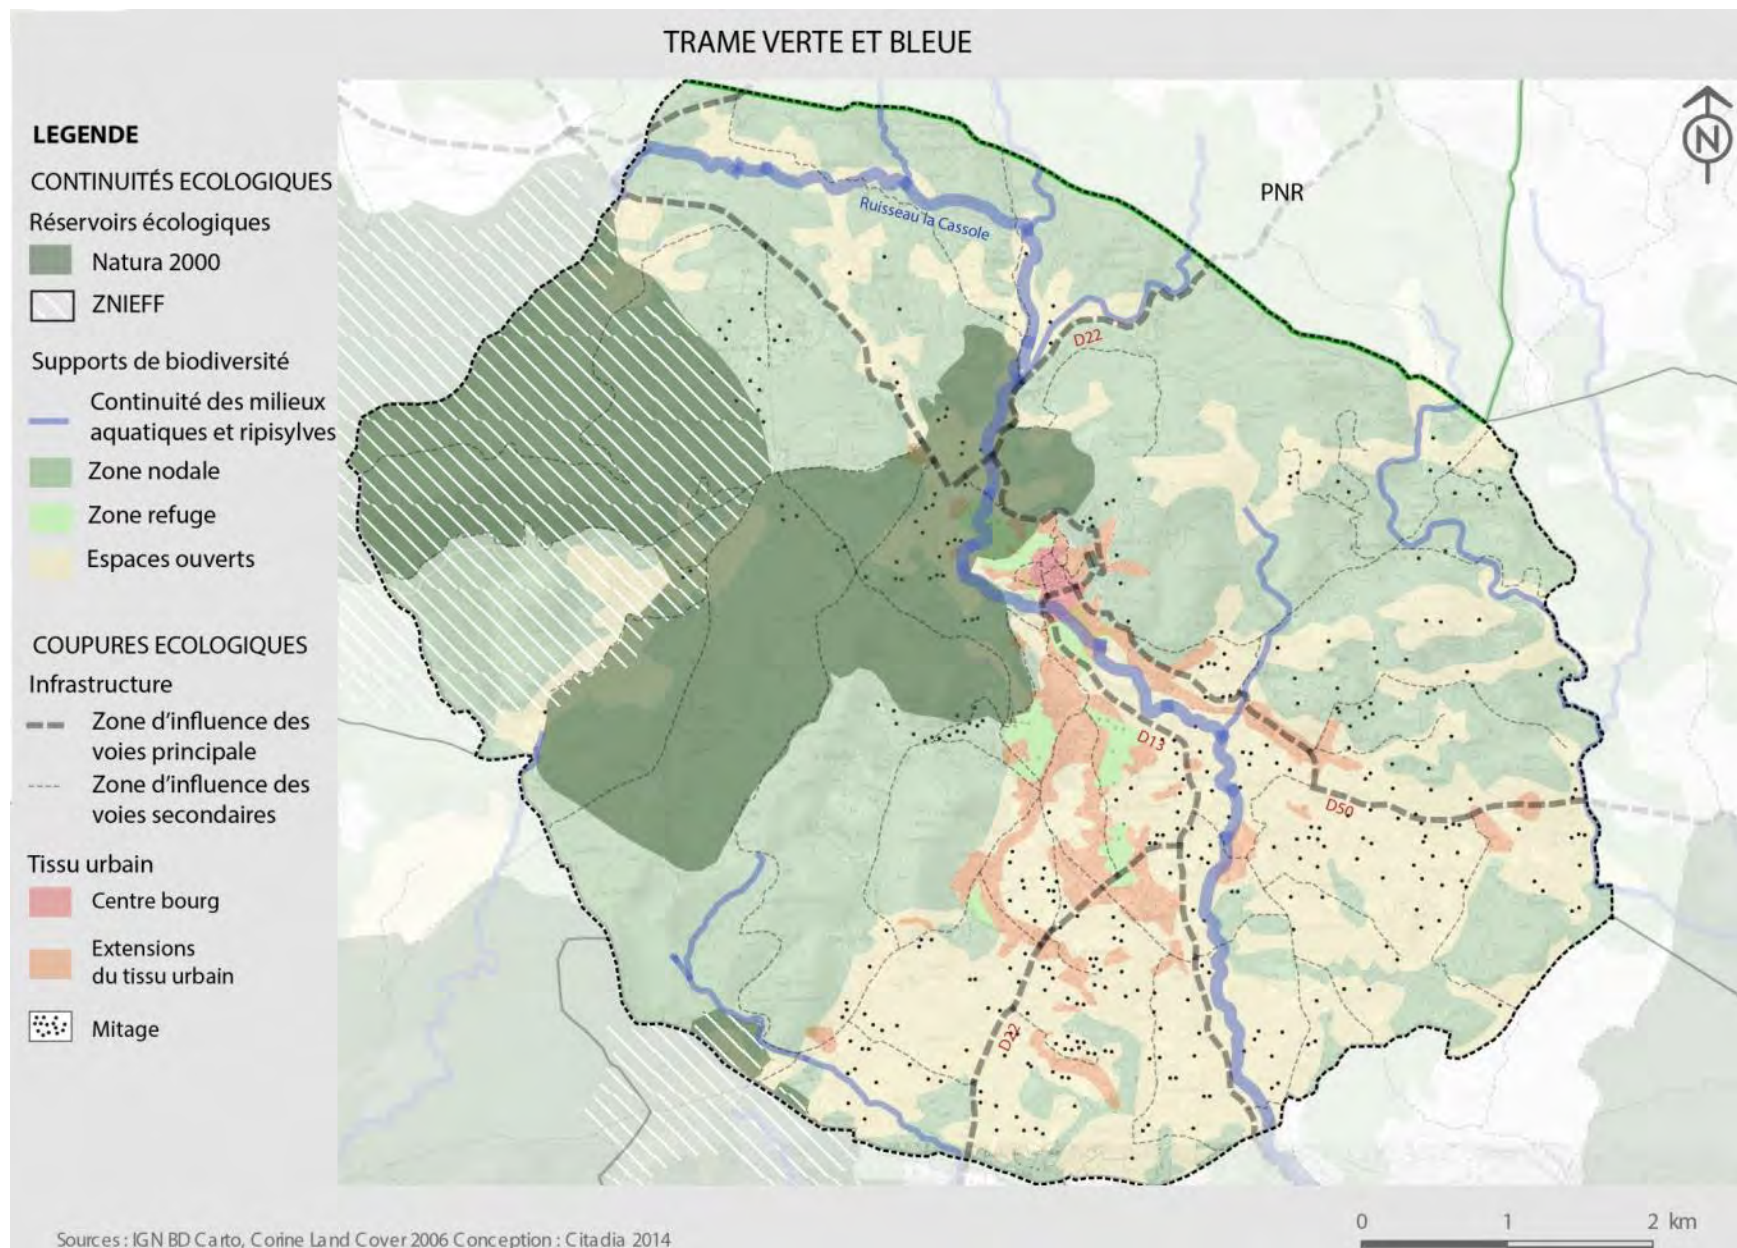 TRAME VERTE ET BLEUE
LEGENDE
CONTINUITÉS ECOLOGIQUES
Réservoirs écologiques
Natura 2000
ZNIEFF
Supports de biodiversité
Continuité des milieux
aquatiques et ripisylves
Zone nodale
Zone refuge
Espaces ouverts
COUPURES ECOLOGIQUES
Infrastructure
Zone d'influence des
voies principale
Zone d'influence des
voies secondaires
Tissu urbain
Centre bourg
Extensions
du tissu urbain
Mitage
N
PNR
Ruisseau la Cassole
D22
D13
D50
D22
0 1 2 km
Sources : IGN BD Carto, Corine Land Cover 2006 Conception : Citadia 2014